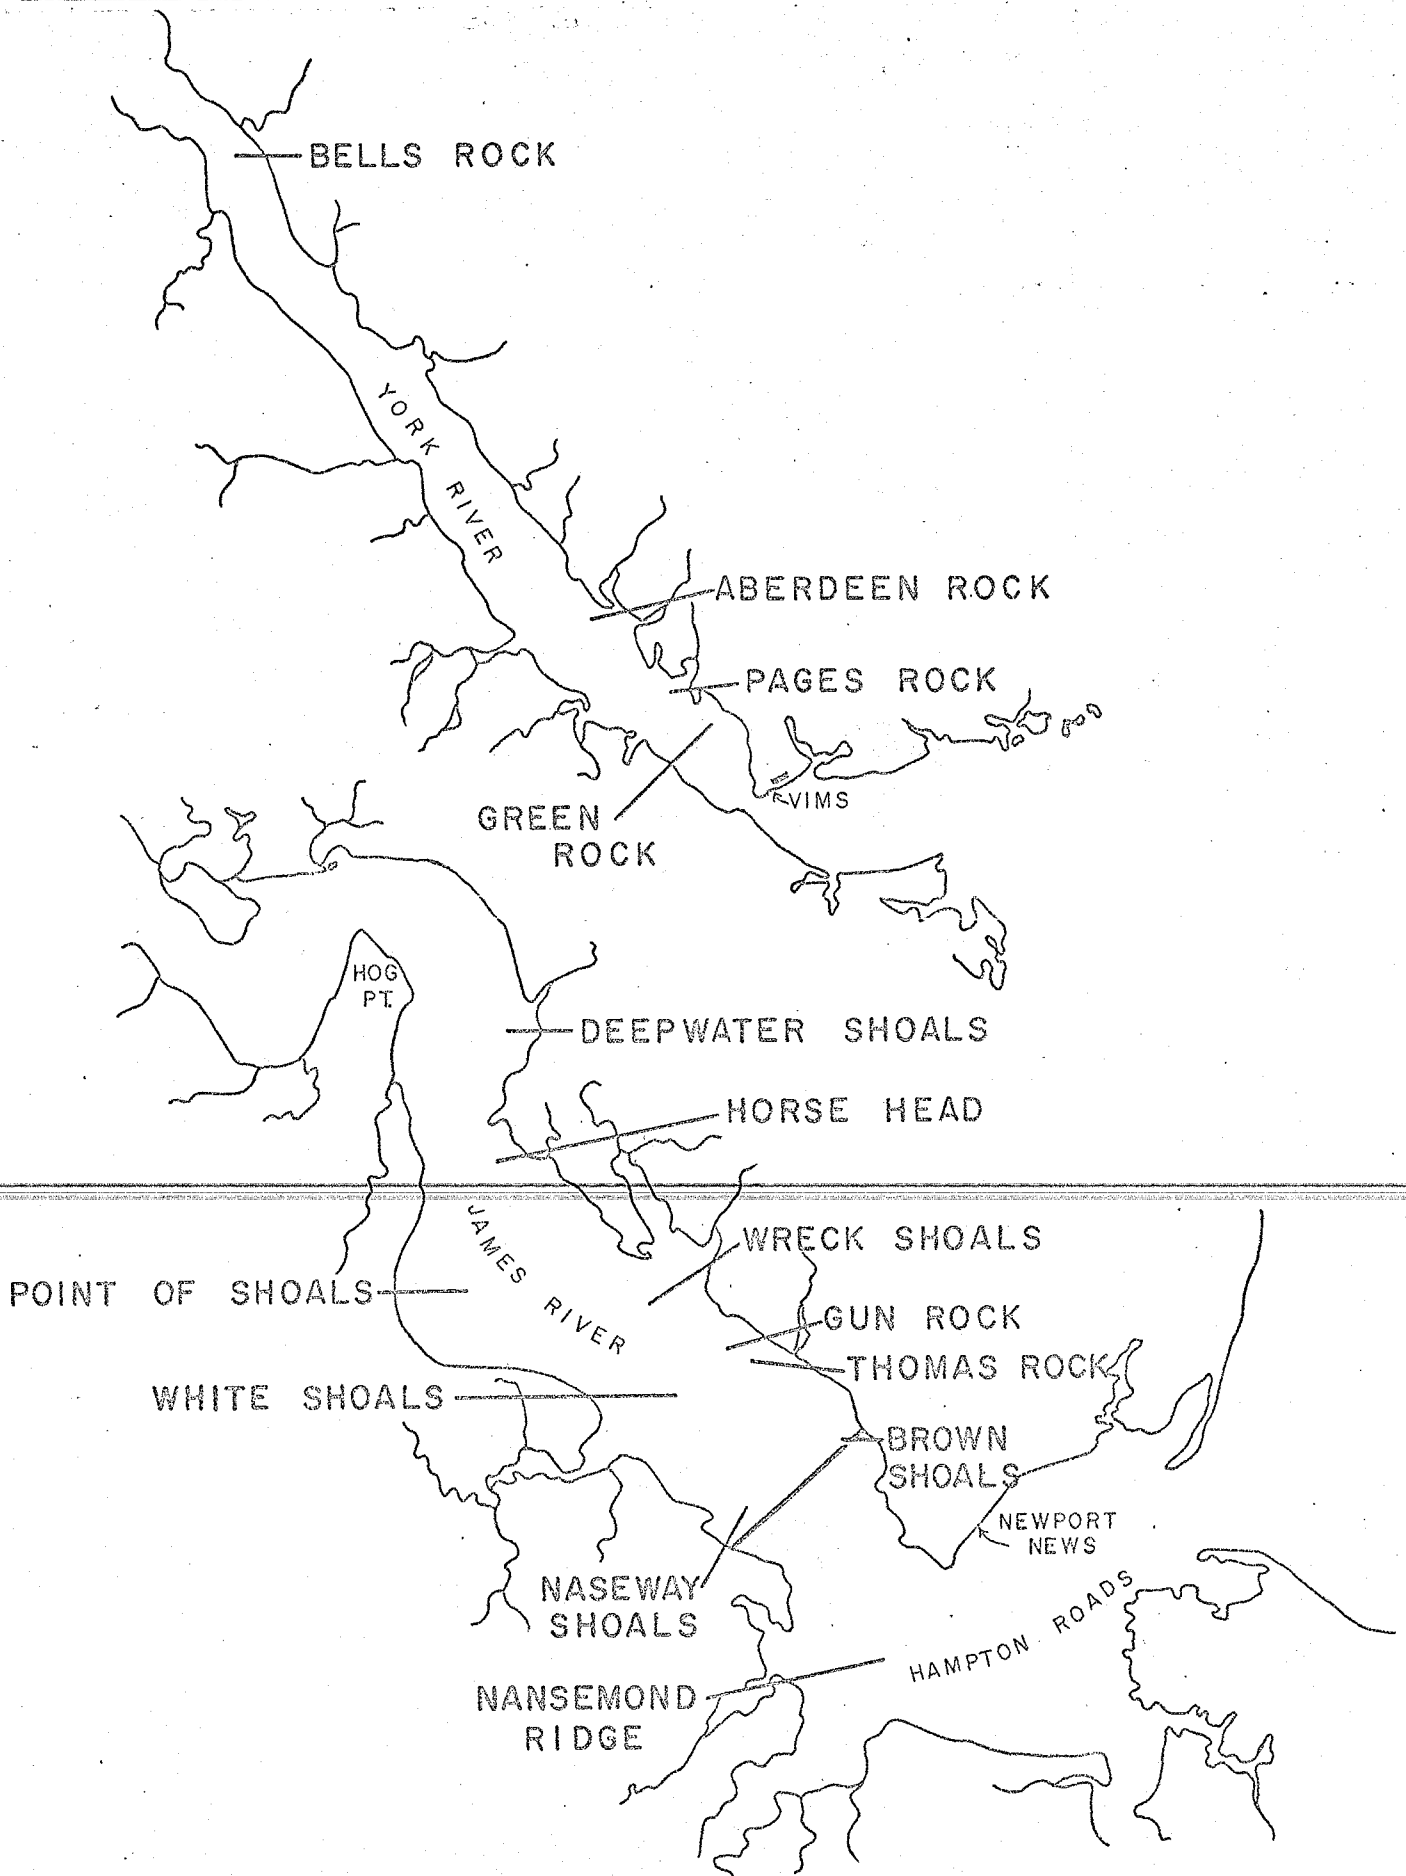 BELLS ROCK
YORK RIVER
ABERDEEN ROCK
PAGES ROCK
VIMS
GREEN
ROCK
HOG
PT.
DEEPWATER SHOALS
HORSE HEAD
JAMES RIVER
WRECK SHOALS
POINT OF SHOALS
GUN ROCK
THOMAS ROCK
WHITE SHOALS
BROWN
SHOALS
NEWPORT
NEWS
NASEWAY
SHOALS
HAMPTON ROADS
NANSEMOND
RIDGE